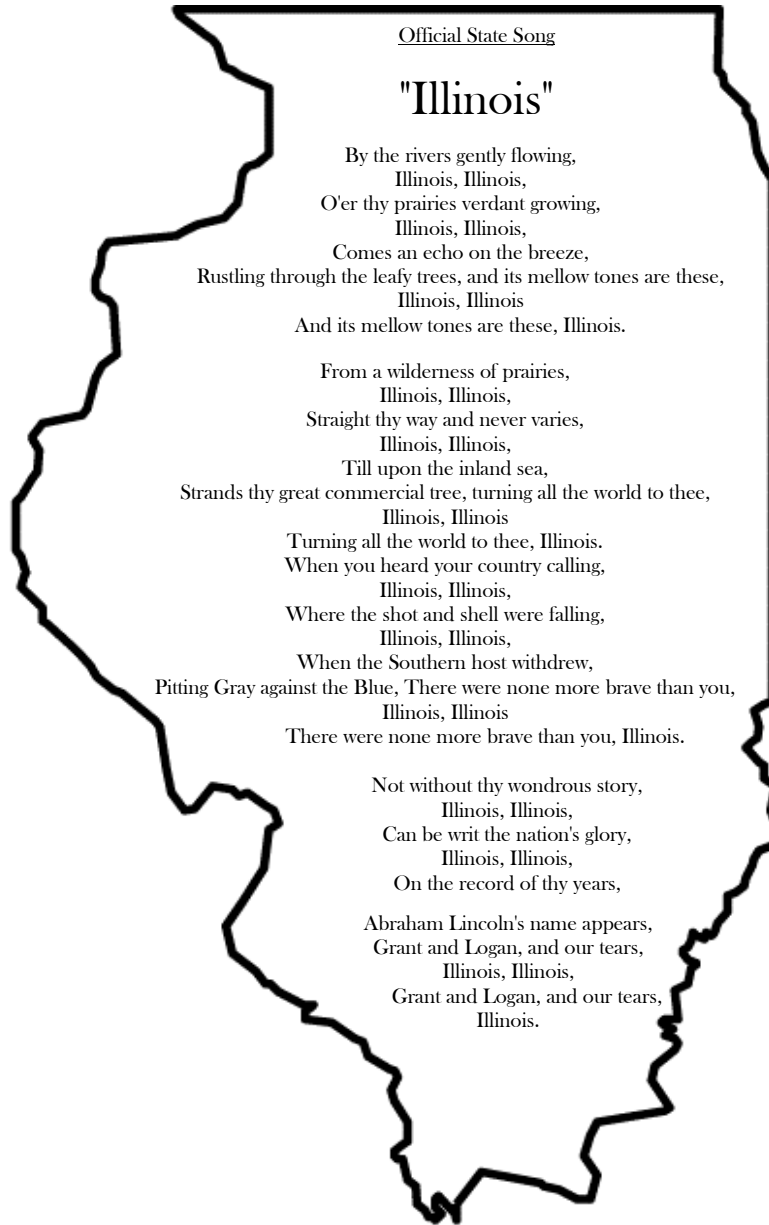 Official State Song
"Illinois"
By the rivers gently flowing,
Illinois, Illinois,
O'er thy prairies verdant growing,
Illinois, Illinois,
Comes an echo on the breeze,
Rustling through the leafy trees, and its mellow tones are these,
Illinois, Illinois
And its mellow tones are these, Illinois.
From a wilderness of prairies,
Illinois, Illinois,
Straight thy way and never varies,
Illinois, Illinois,
Till upon the inland sea,
Strands thy great commercial tree, turning all the world to thee,
Illinois, Illinois
Turning all the world to thee, Illinois.
When you heard your country calling,
Illinois, Illinois,
Where the shot and shell were falling,
Illinois, Illinois,
When the Southern host withdrew,
Pitting Gray against the Blue, There were none more brave than you,
Illinois, Illinois
There were none more brave than you, Illinois.
Not without thy wondrous story,
Illinois, Illinois,
Can be writ the nation's glory,
Illinois, Illinois,
On the record of thy years,
Abraham Lincoln's name appears,
Grant and Logan, and our tears,
Illinois, Illinois,
Grant and Logan, and our tears,
Illinois.